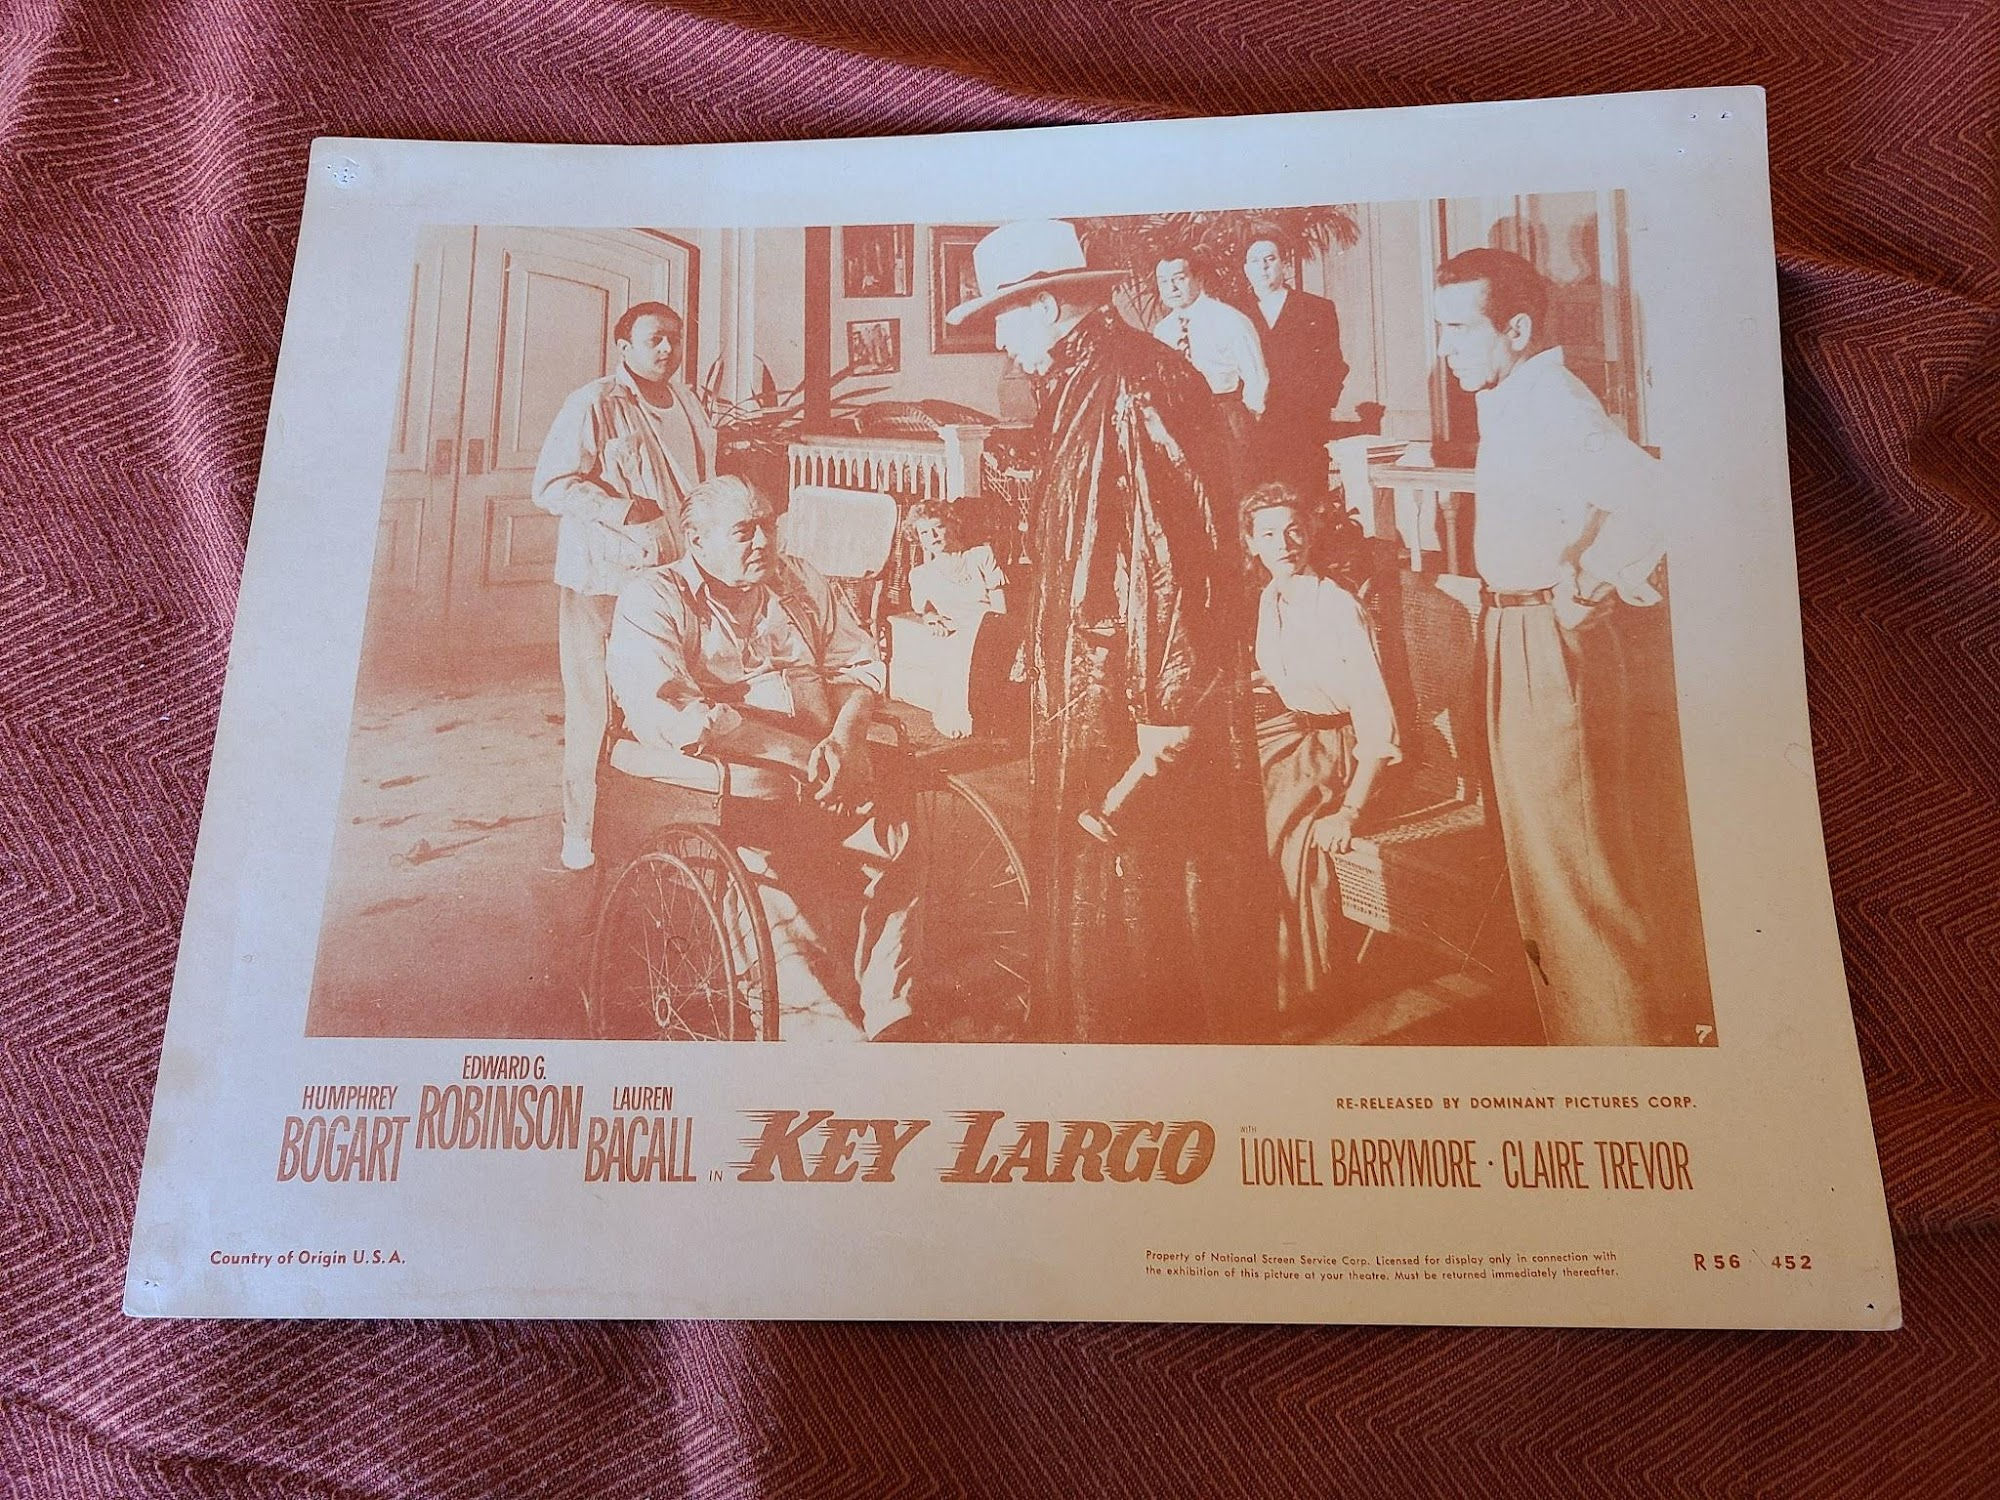 7
HUMPHREY BOGART
EDWARD G. ROBINSON
LAUREN BACALL
IN KEY LARGO
RE-RELEASED BY DOMINANT PICTURES CORP.
WITH
LIONEL BARRYMORE · CLAIRE TREVOR
Country of Origin U.S.A.
Property of National Screen Service Corp. Licensed for display only in connection with
the exhibition of this picture at your theatre. Must be returned immediately thereafter.
R 56 452